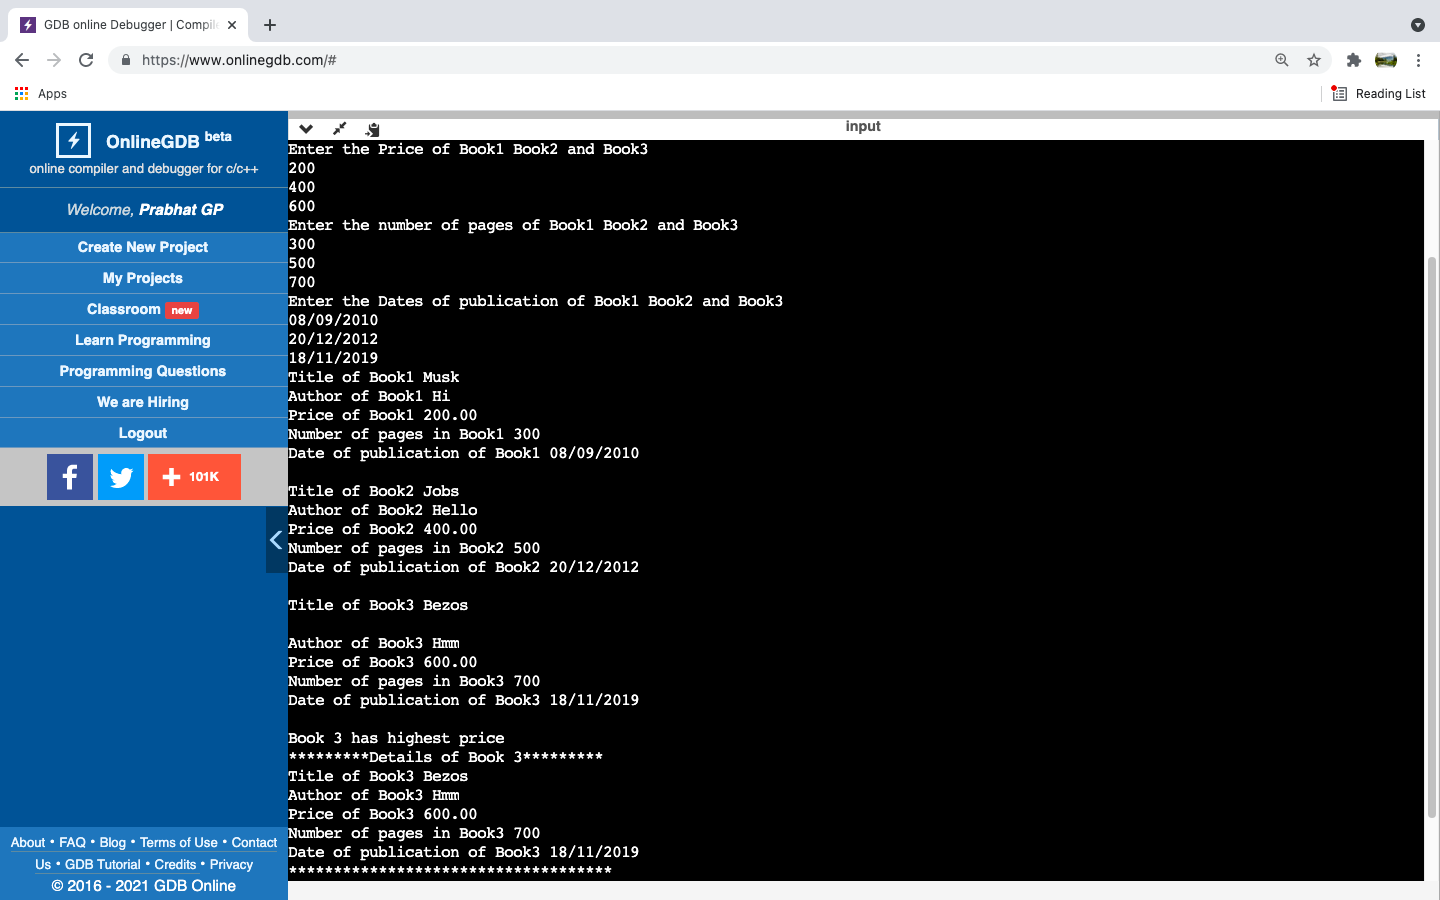 GDB online Debugger | Compil
https://www.onlinegdb.com/#
Apps
Reading List
OnlineGDB beta
online compiler and debugger for c/c++
Welcome, Prabhat GP
Create New Project
My Projects
Classroom new
Learn Programming
Programming Questions
We are Hiring
Logout
101K
About • FAQ • Blog • Terms of Use • Contact
Us • GDB Tutorial • Credits • Privacy
© 2016 - 2021 GDB Online
input
Enter the Price of Book1 Book2 and Book3
200
400
600
Enter the number of pages of Book1 Book2 and Book3
300
500
700
Enter the Dates of publication of Book1 Book2 and Book3
08/09/2010
20/12/2012
18/11/2019
Title of Book1 Musk
Author of Book1 Hi
Price of Book1 200.00
Number of pages in Book1 300
Date of publication of Book1 08/09/2010
Title of Book2 Jobs
Author of Book2 Hello
Price of Book2 400.00
Number of pages in Book2 500
Date of publication of Book2 20/12/2012
Title of Book3 Bezos
Author of Book3 Hmm
Price of Book3 600.00
Number of pages in Book3 700
Date of publication of Book3 18/11/2019
Book 3 has highest price
*********Details of Book 3*********
Title of Book3 Bezos
Author of Book3 Hmm
Price of Book3 600.00
Number of pages in Book3 700
Date of publication of Book3 18/11/2019
************************************